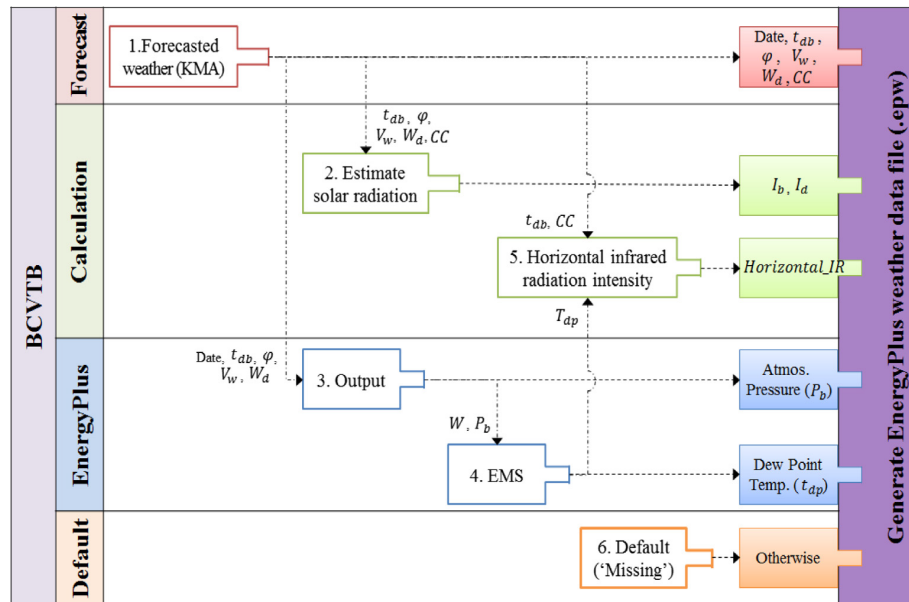 BCVTB
Forecast
1.Forecasted
weather (KMA)
Date, t_db,
φ, V_w,
W_d, CC
Calculation
t_db, φ,
V_w, W_d, CC
2. Estimate
solar radiation
I_b, I_d
t_db, CC
5. Horizontal infrared
radiation intensity
Horizontal_IR
T_dp
EnergyPlus
Date, t_db, φ,
V_w, W_d
3. Output
Atmos.
Pressure (P_b)
W, P_b
4. EMS
Dew Point
Temp. (t_dp)
Default
6. Default
('Missing')
Otherwise
Generate EnergyPlus weather data file (.epw)